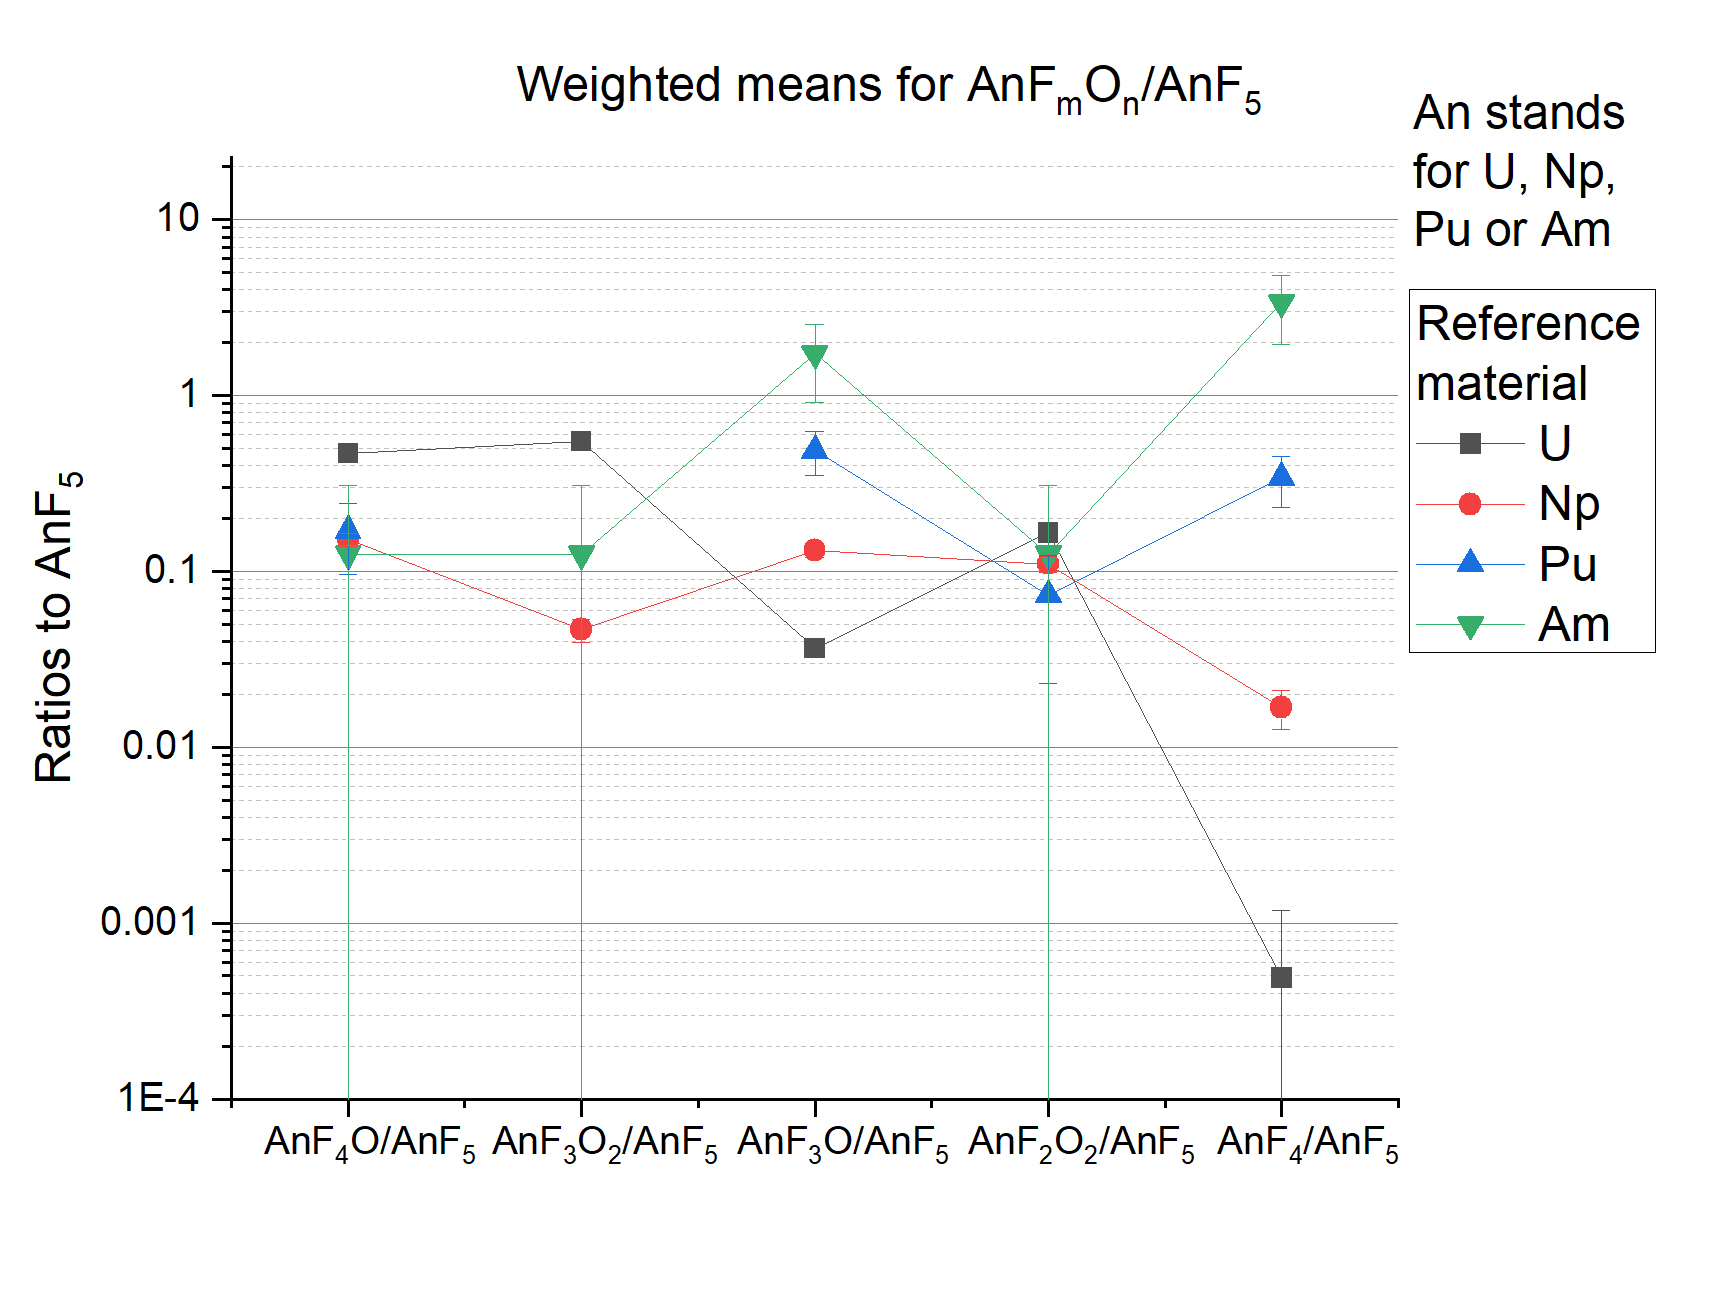 Weighted means for AnFₘOₙ/AnF₅
An stands
for U, Np,
Pu or Am
Reference
material
U
Np
Pu
Am
Ratios to AnF₅
10
1
0.1
0.01
0.001
1E-4
AnF₄O/AnF₅ AnF₃O₂/AnF₅ AnF₃O/AnF₅ AnF₂O₂/AnF₅ AnF₄/AnF₅